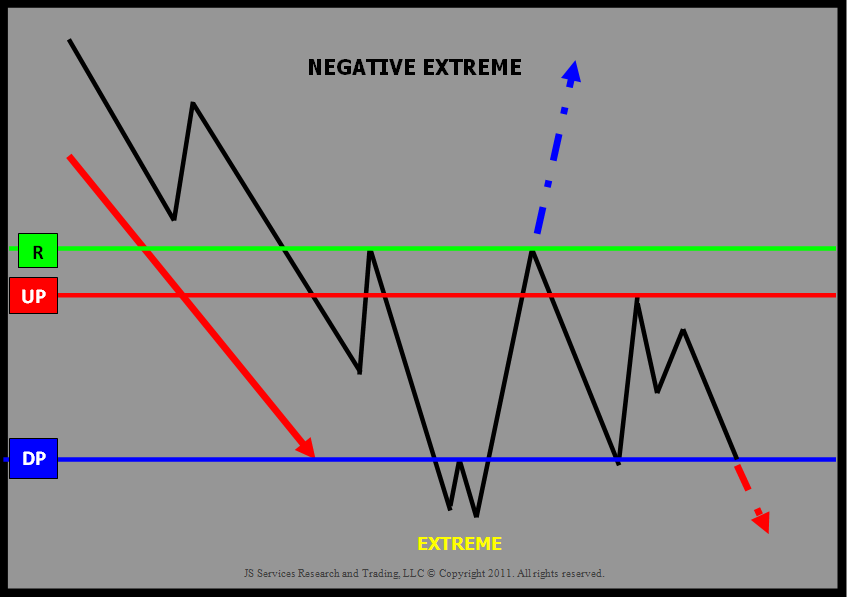 NEGATIVE EXTREME
R
UP
DP
EXTREME
JS Services Research and Trading, LLC © Copyright 2011. All rights reserved.